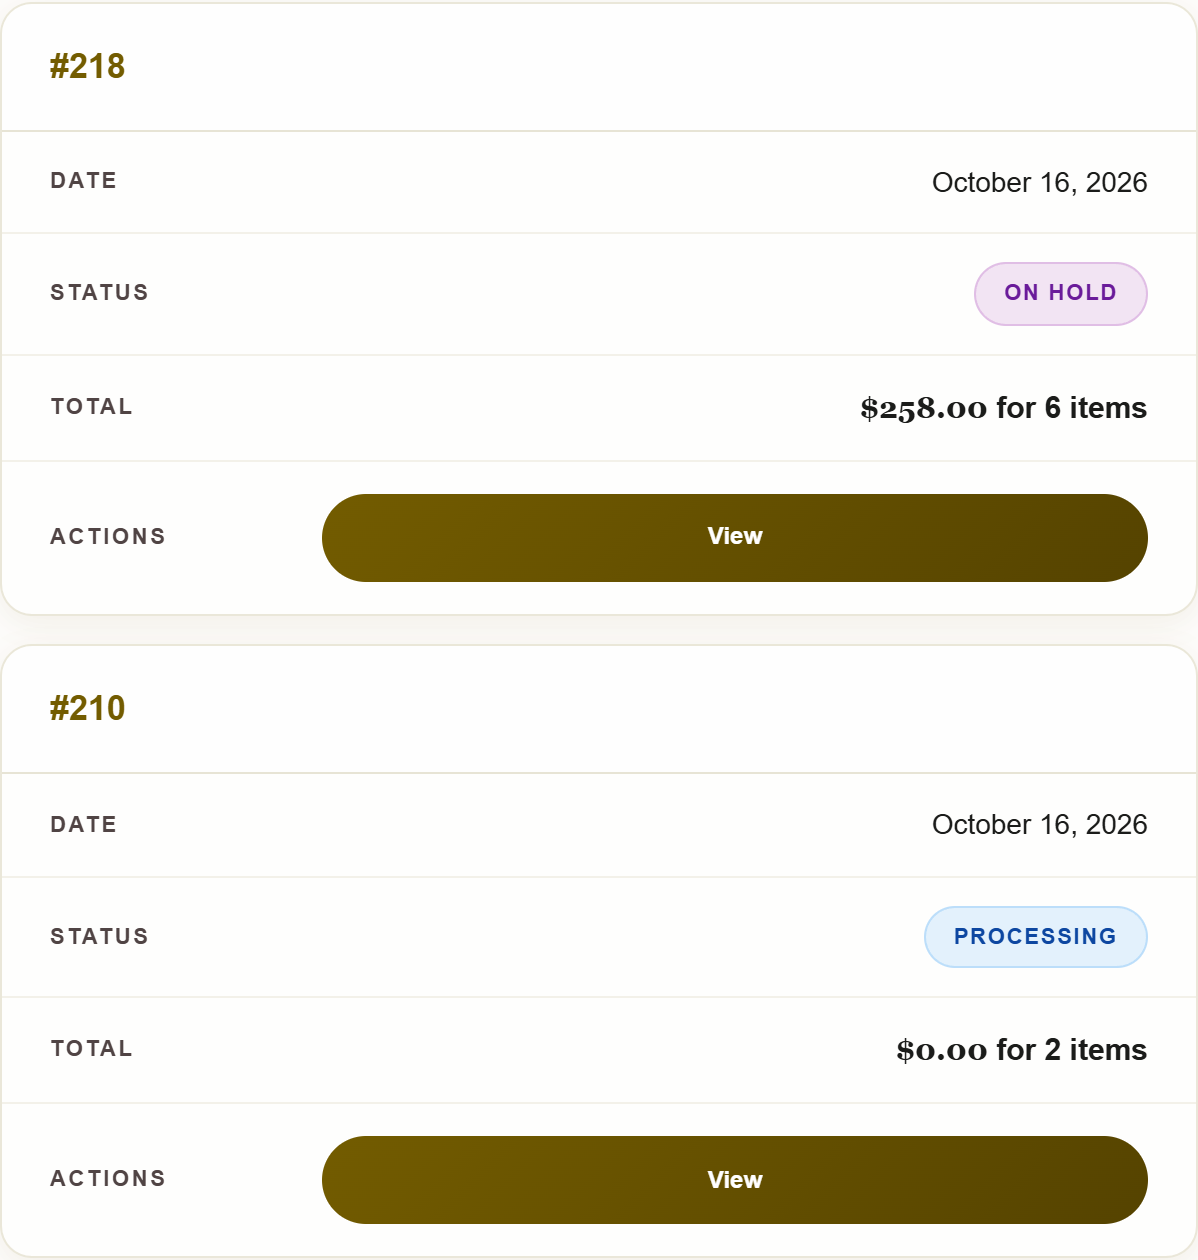 #218
DATE October 16, 2026
STATUS ON HOLD
TOTAL $258.00 for 6 items
ACTIONS View
#210
DATE October 16, 2026
STATUS PROCESSING
TOTAL $0.00 for 2 items
ACTIONS View